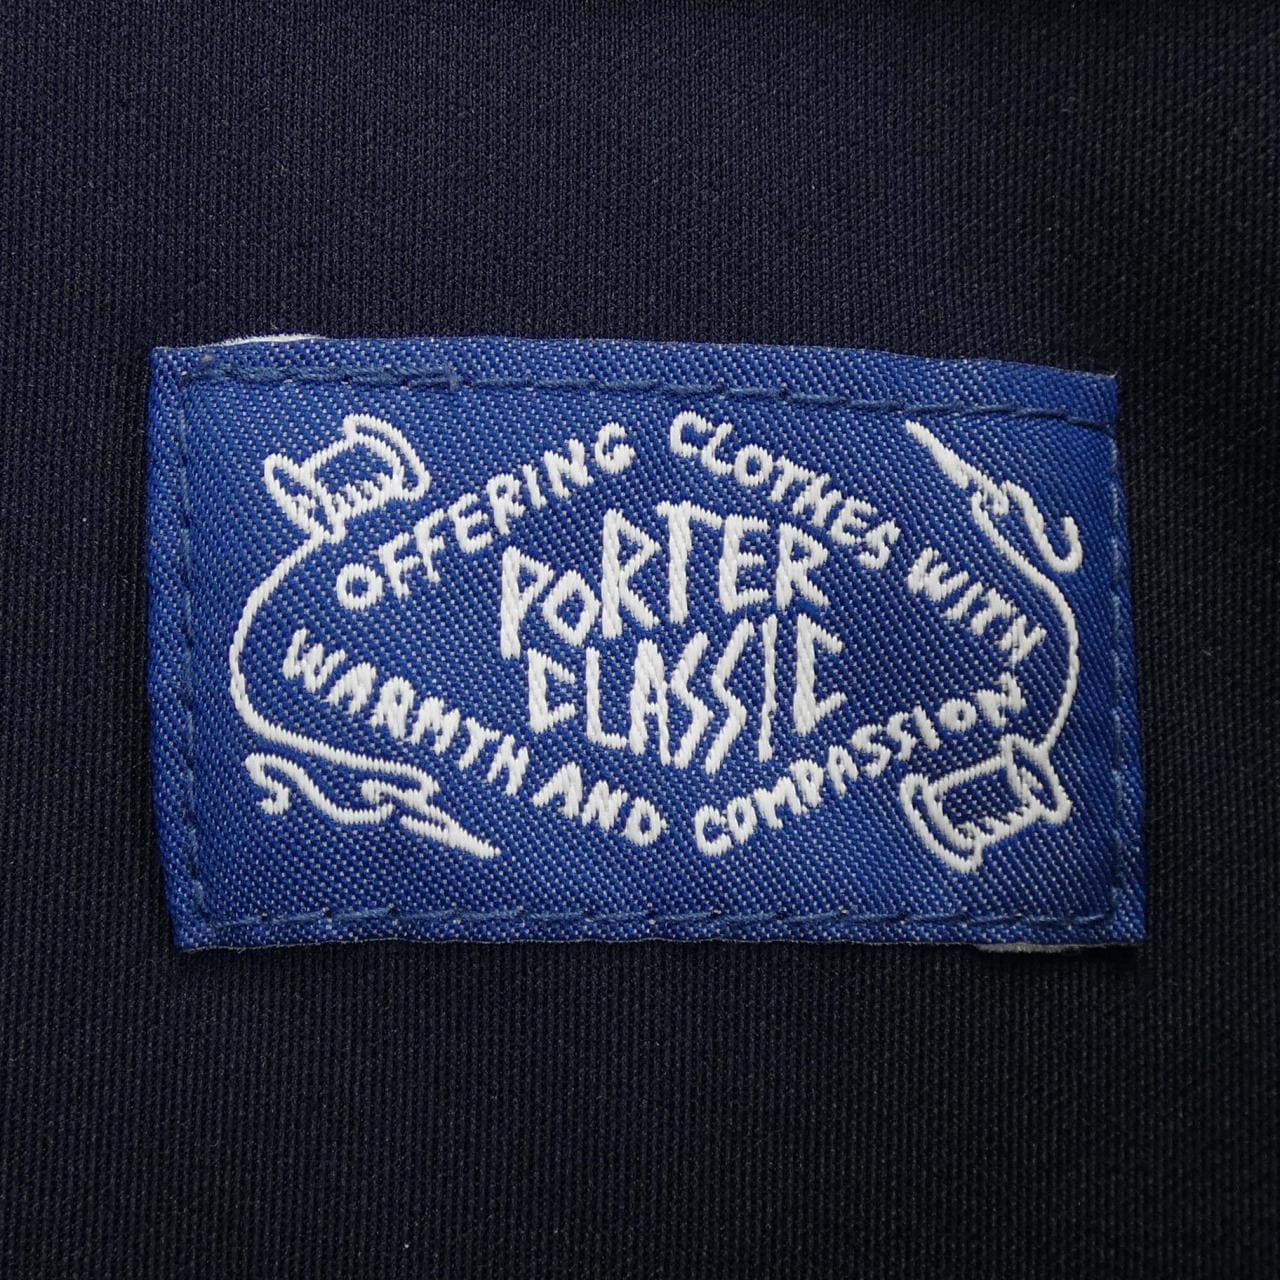 OFFERING CLOTHES WITH
PORTER
CLASSIC
WARMTH AND COMPASSION